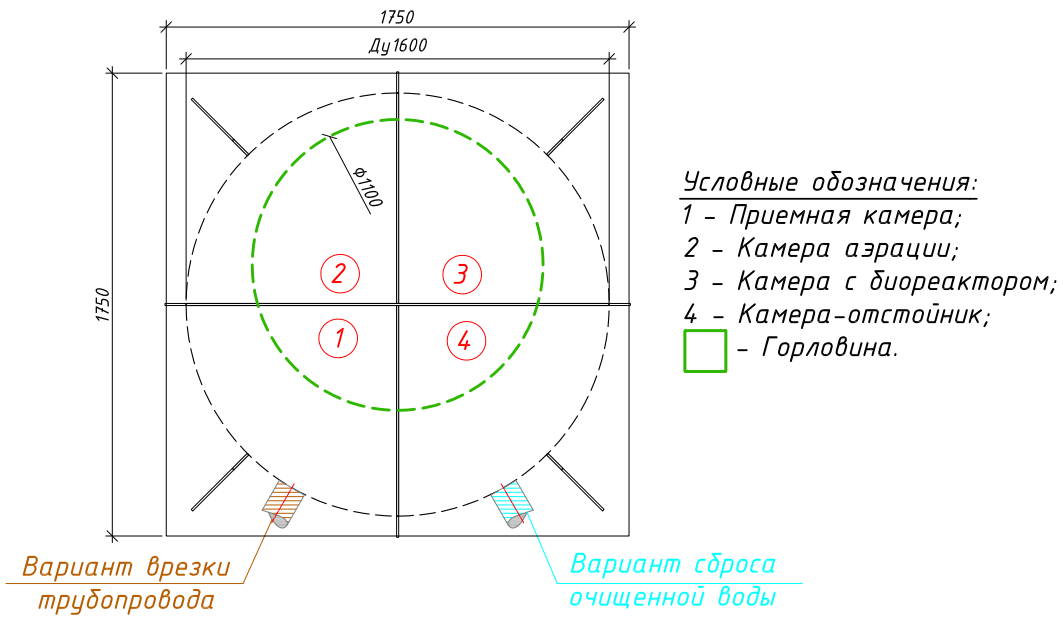 1750
Ду1600
ф1100
1750
2
3
1
4
Условные обозначения:
1 - Приемная камера;
2 - Камера аэрации;
3 - Камера с биореактором;
4 - Камера-отстойник;
- Горловина.
Вариант врезки
трубопровода
Вариант сброса
очищенной воды